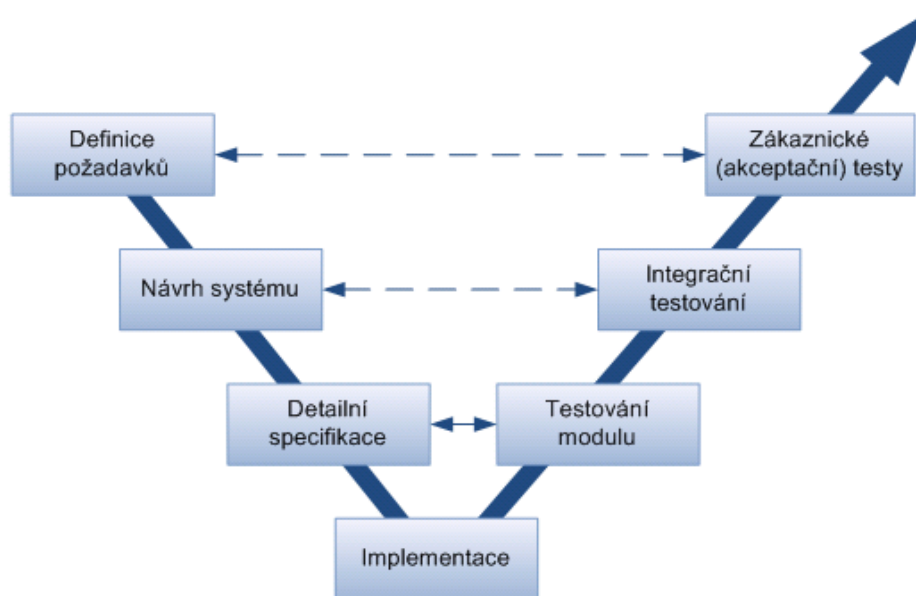 Definice
požadavků
Zákaznické
(akceptační) testy
Návrh systému
Integrační
testování
Detailní
specifikace
Testování
modulu
Implementace